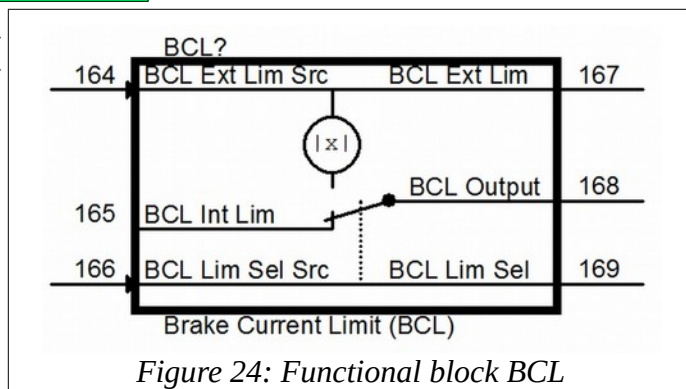 BCL?
164 BCL Ext Lim Src BCL Ext Lim 167
|x|
BCL Output 168
165 BCL Int Lim
166 BCL Lim Sel Src BCL Lim Sel 169
Brake Current Limit (BCL)
Figure 24: Functional block BCL